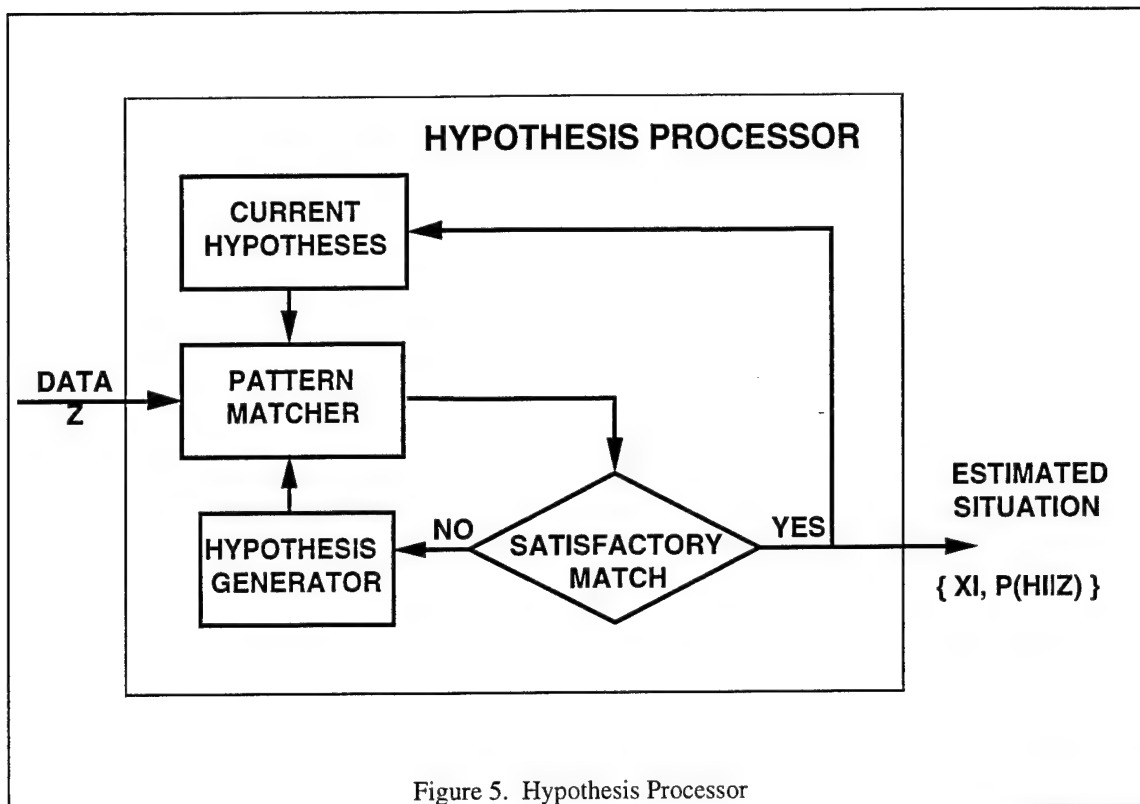 HYPOTHESIS PROCESSOR
CURRENT
HYPOTHESES
DATA
Z
PATTERN
MATCHER
ESTIMATED
SITUATION
NO
YES
HYPOTHESIS
GENERATOR
SATISFACTORY
MATCH
{ XI, P(HI|Z) }
Figure 5. Hypothesis Processor